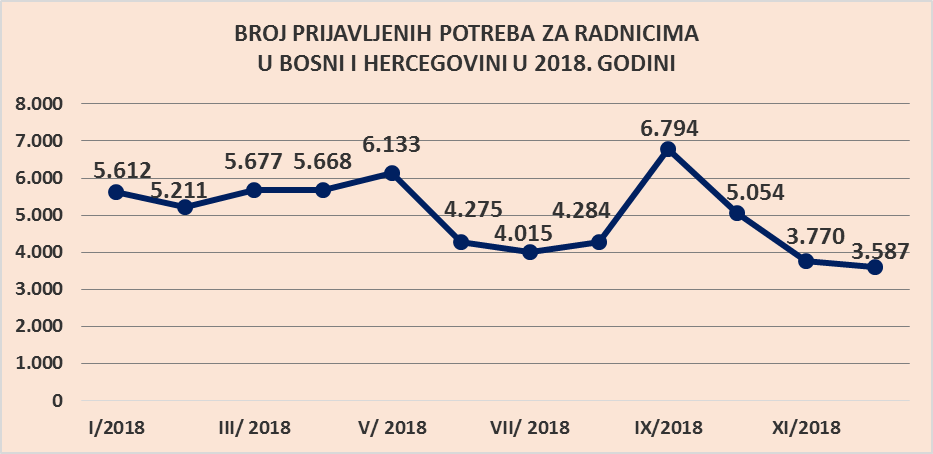 BROJ PRIJAVLJENIH POTREBA ZA RADNICIMA
U BOSNI I HERCEGOVINI U 2018. GODINI
8.000
7.000
6.000
5.000
4.000
3.000
2.000
1.000
0
5.612
5.211
5.677
5.668
6.133
4.275
4.015
4.284
6.794
5.054
3.770
3.587
I/2018
III/ 2018
V/ 2018
VII/ 2018
IX/2018
XI/2018